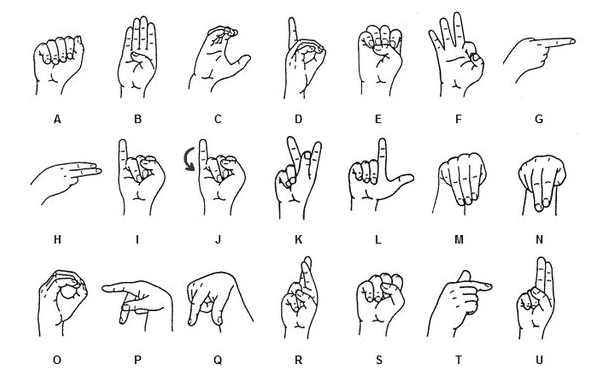 A B C D E F G
H I J K L M N
O P Q R S T U